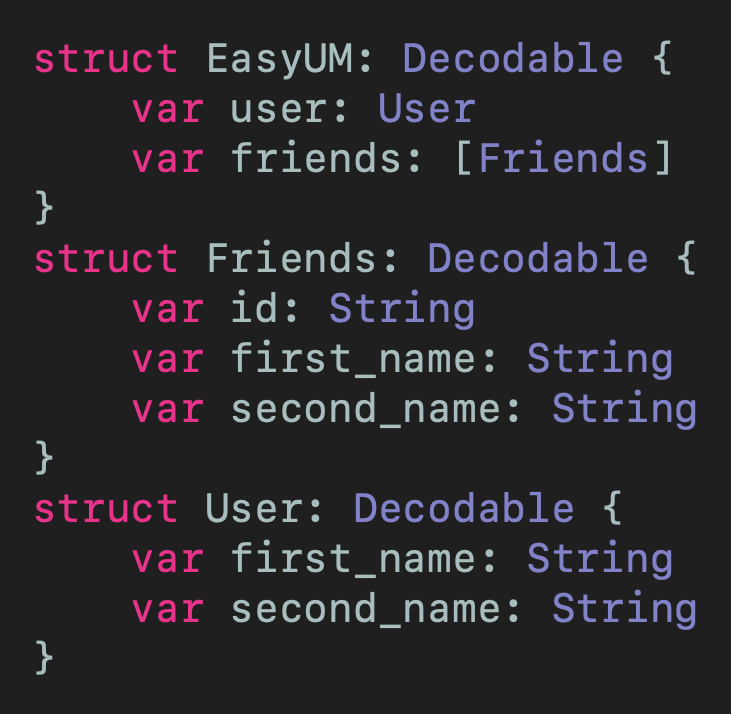 struct EasyUM: Decodable {
    var user: User
    var friends: [Friends]
}
struct Friends: Decodable {
    var id: String
    var first_name: String
    var second_name: String
}
struct User: Decodable {
    var first_name: String
    var second_name: String
}